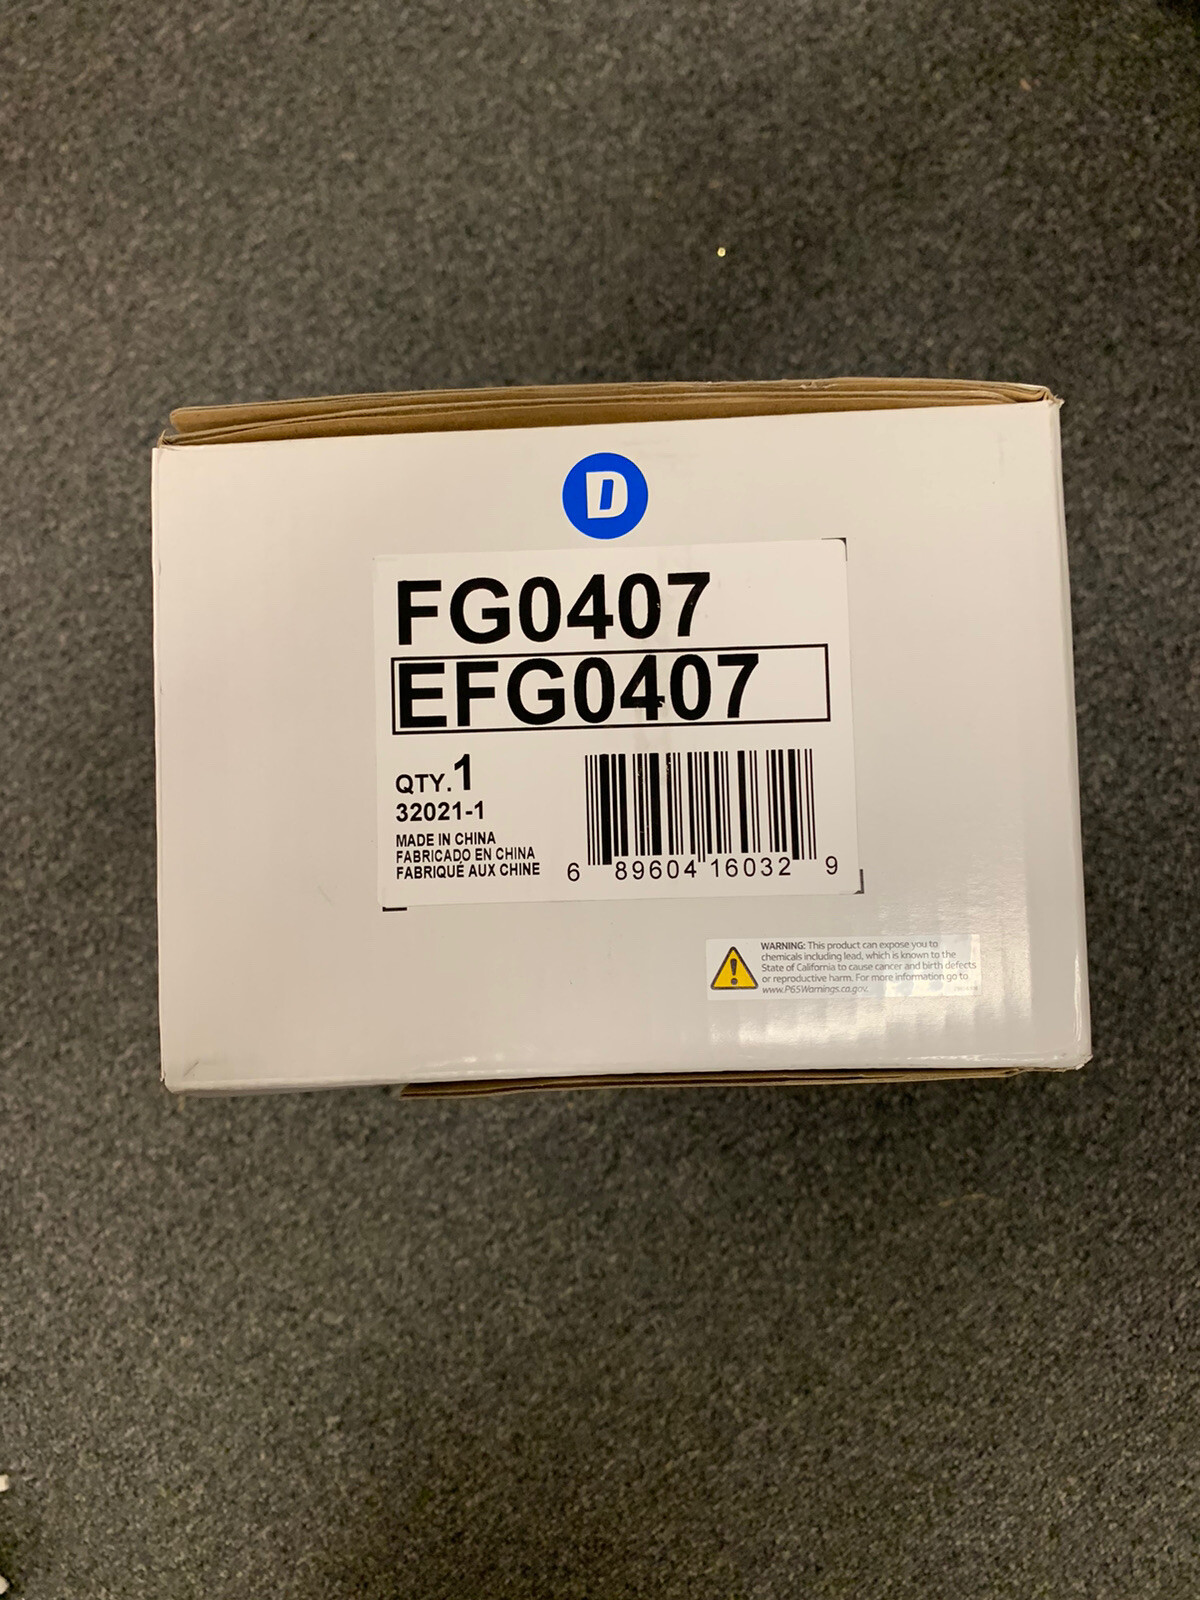 D
FG0407
EFG0407
QTY.1
32021-1
MADE IN CHINA
FABRICADO EN CHINA
FABRIQUÉ AUX CHINE
6 89604 16032 9
WARNING: This product can expose you to
chemicals including lead, which is known to the
State of California to cause cancer and birth defects
or reproductive harm. For more information go to
www.P65Warnings.ca.gov.